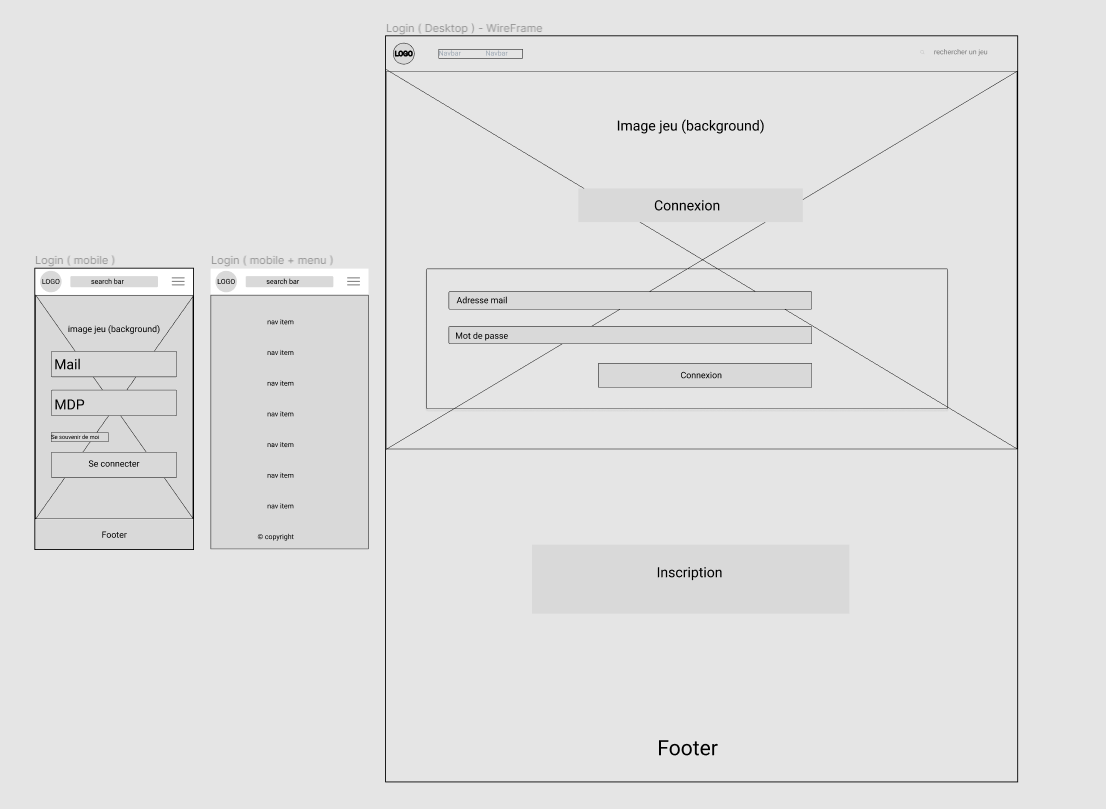 Login ( Desktop ) - WireFrame
LOGO
Navbar Navbar
rechercher un jeu
Image jeu (background)
Connexion
Adresse mail
Mot de passe
Connexion
Inscription
Footer
Login ( mobile )
LOGO
search bar
image jeu (background)
Mail
MDP
Se souvenir de moi
Se connecter
Footer
Login ( mobile + menu )
LOGO
search bar
nav item
nav item
nav item
nav item
nav item
nav item
nav item
© copyright